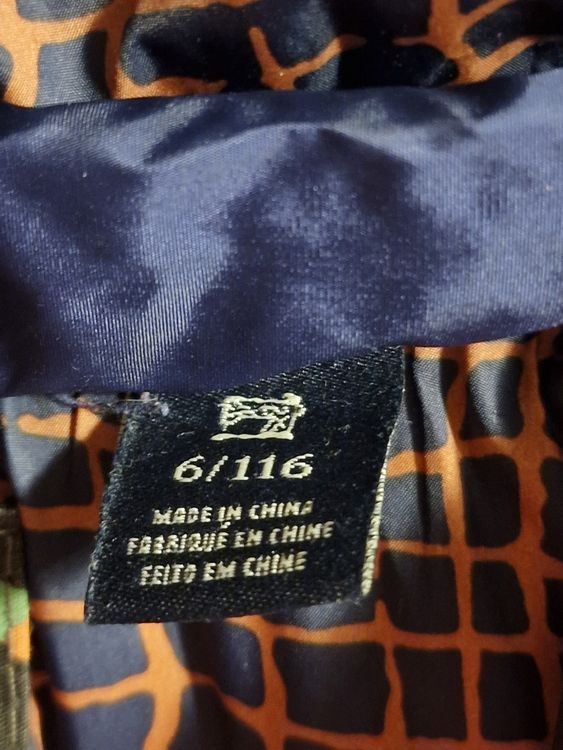 6/116
MADE IN CHINA
FABRIQUÉ EN CHINE
FEITO EM CHINE